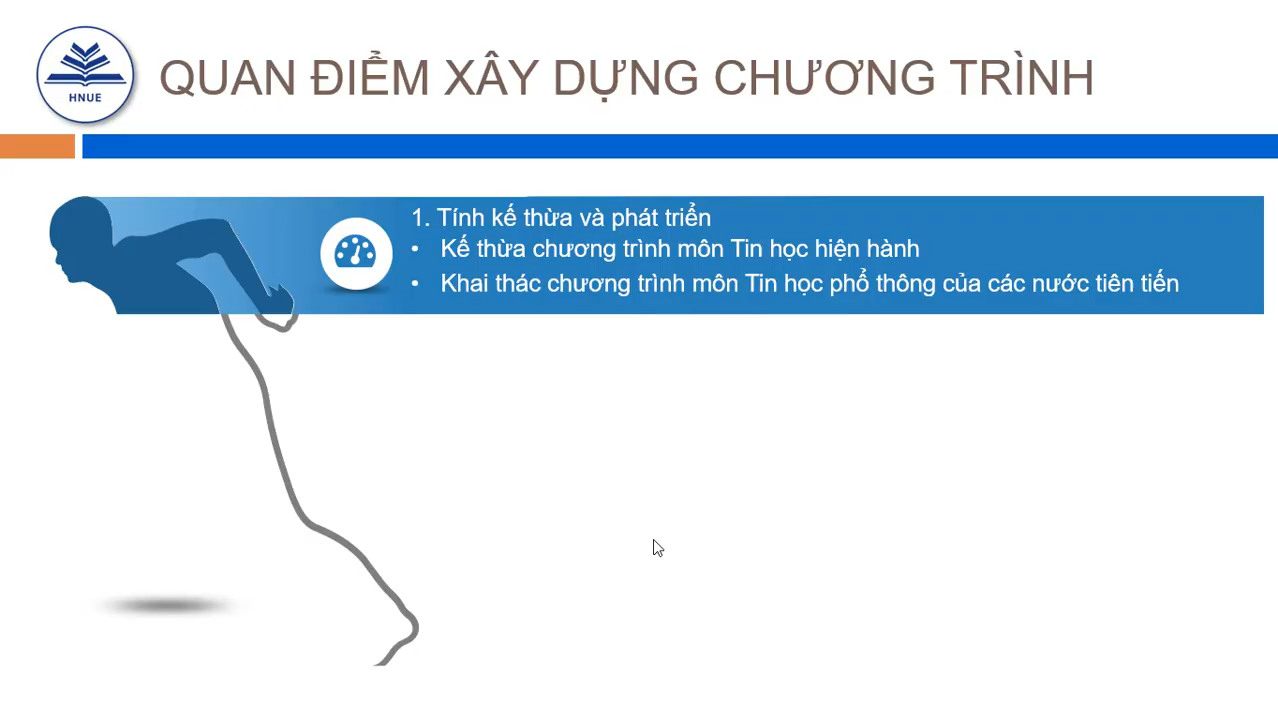 HNUE
QUAN ĐIỂM XÂY DỰNG CHƯƠNG TRÌNH
1. Tính kế thừa và phát triển
• Kế thừa chương trình môn Tin học hiện hành
• Khai thác chương trình môn Tin học phổ thông của các nước tiên tiến